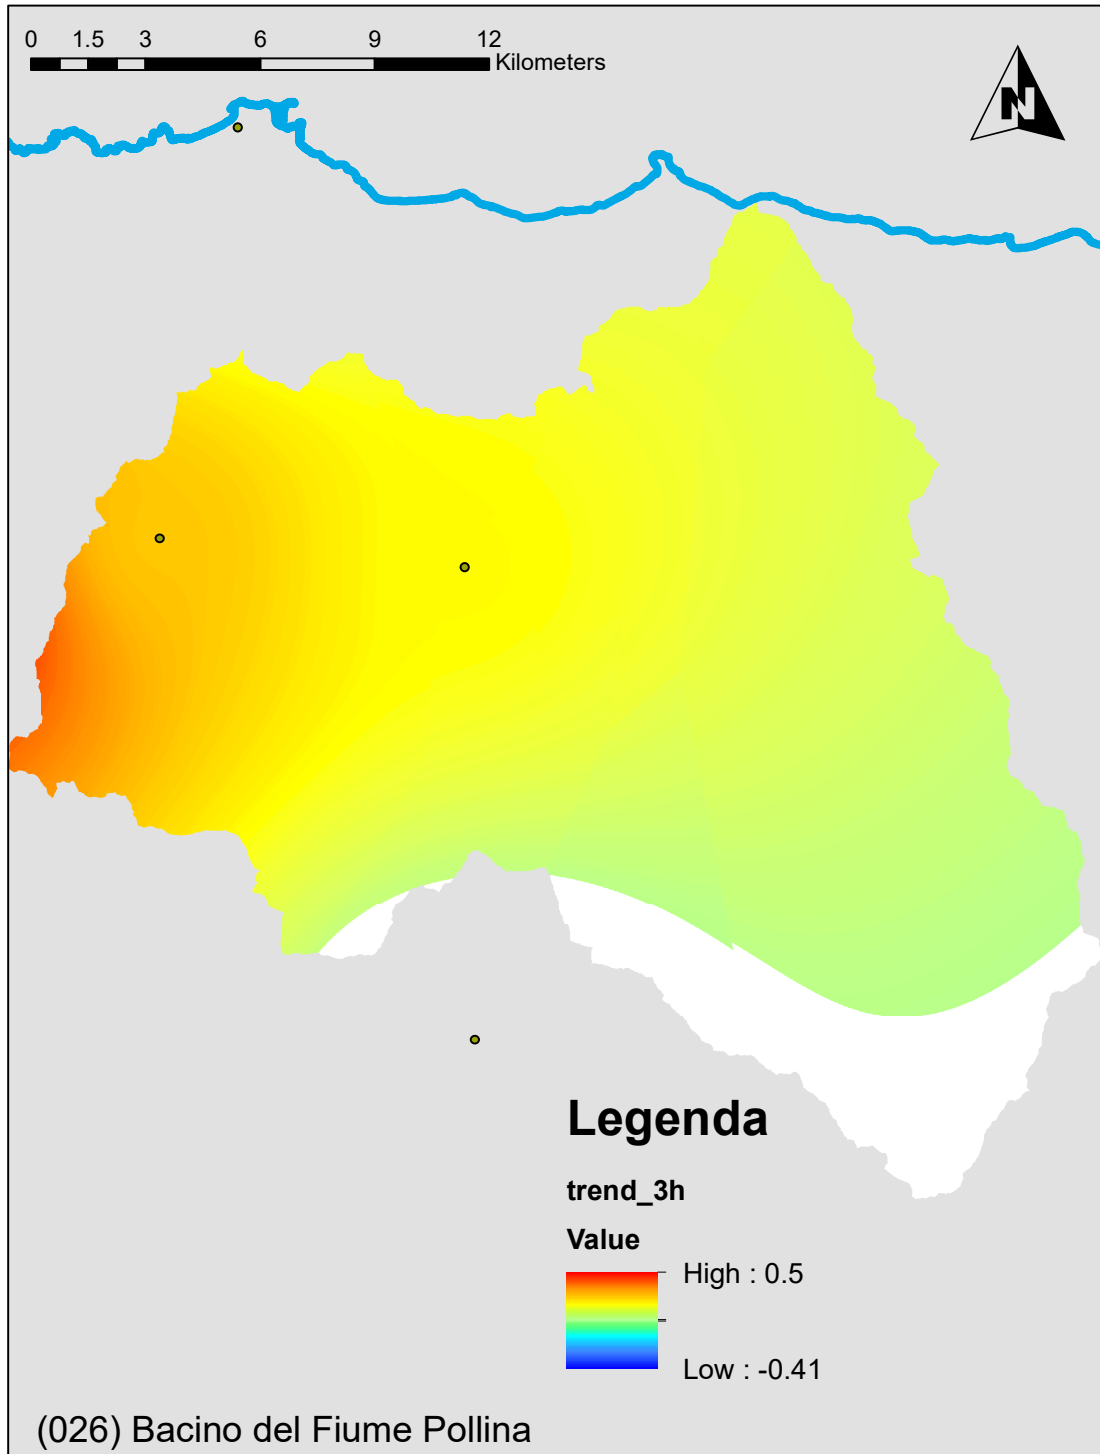 0 1.5 3 6 9 12
Kilometers
N
Legenda
trend_3h
Value
High : 0.5
Low : -0.41
(026) Bacino del Fiume Pollina